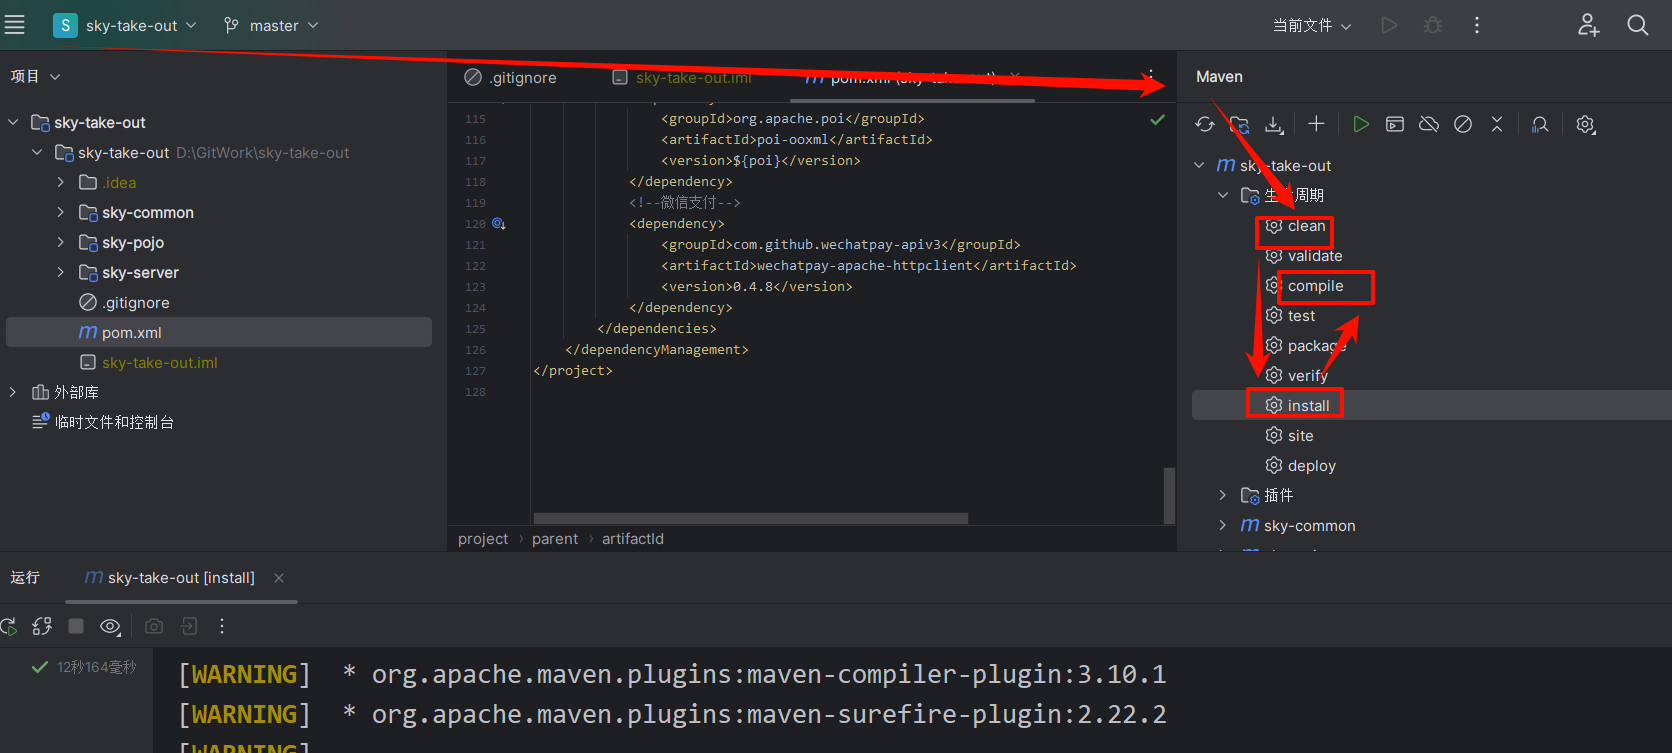 S sky-take-out master 当前文件
项目
.gitignore
sky-take-out.iml
pom.xml (sky-take-out)
Maven
sky-take-out
sky-take-out D:\GitWork\sky-take-out
.idea
sky-common
sky-pojo
sky-server
.gitignore
pom.xml
sky-take-out.iml
外部库
临时文件和控制台
115 <groupId>org.apache.poi</groupId>
116 <artifactId>poi-ooxml</artifactId>
117 <version>${poi}</version>
118 </dependency>
119 <!--微信支付-->
120 <dependency>
121 <groupId>com.github.wechatpay-apiv3</groupId>
122 <artifactId>wechatpay-apache-httpclient</artifactId>
123 <version>0.4.8</version>
124 </dependency>
125 </dependencies>
126 </dependencyManagement>
127 </project>
128
project › parent › artifactId
m sky-take-out
生命周期
clean
validate
compile
test
package
verify
install
site
deploy
插件
m sky-common
运行
m sky-take-out [install]
12秒164毫秒
[WARNING] * org.apache.maven.plugins:maven-compiler-plugin:3.10.1
[WARNING] * org.apache.maven.plugins:maven-surefire-plugin:2.22.2
[WARNING]